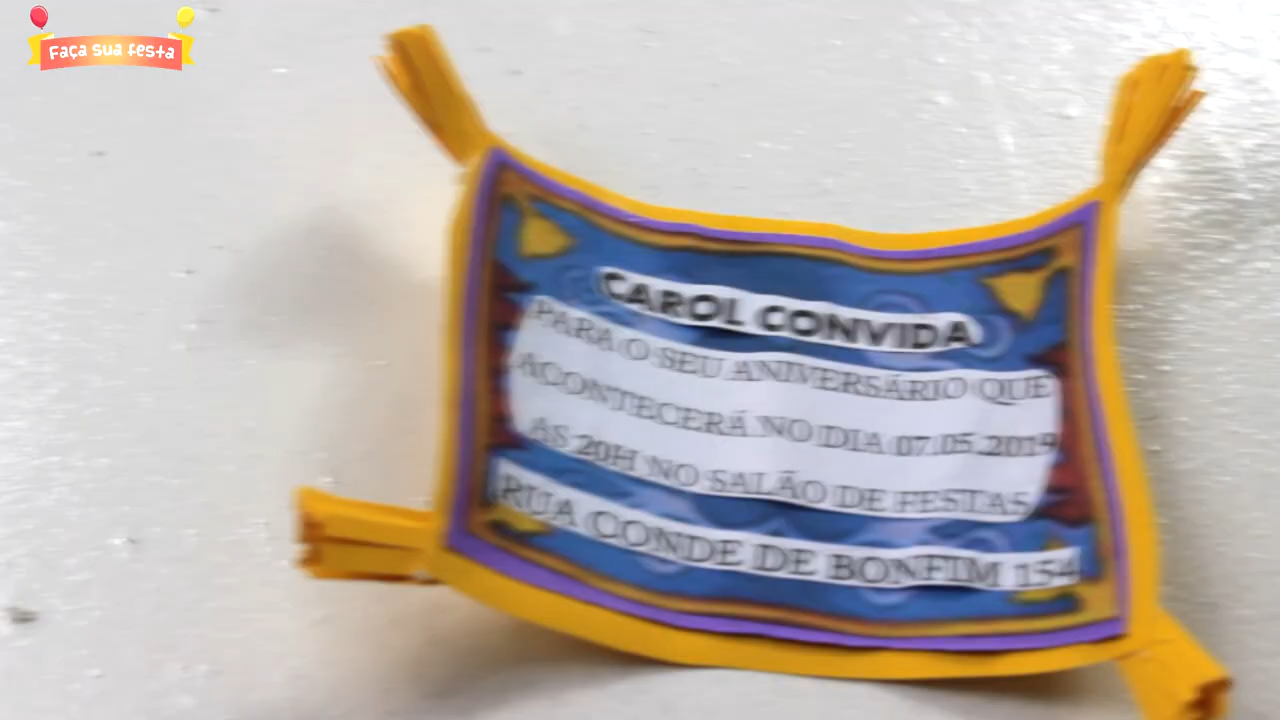 Faça sua festa
CAROL CONVIDA
PARA O SEU ANIVERSÁRIO QUE
ACONTECERÁ NO DIA 07.05.2019
AS 20H NO SALÃO DE FESTAS
RUA CONDE DE BONFIM 154